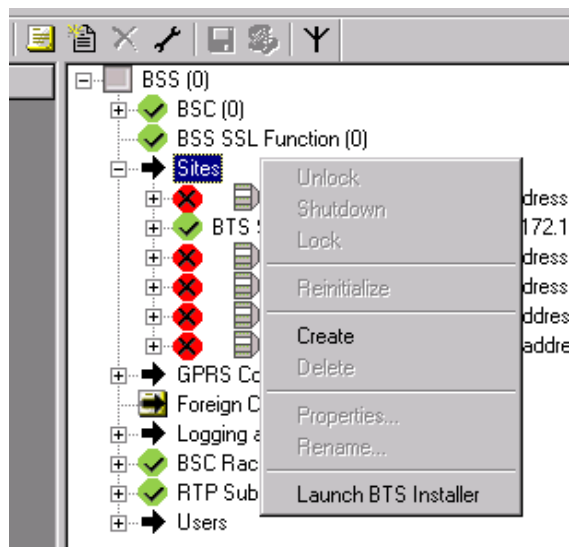 BSS (0)
BSC (0)
BSS SSL Function (0)
Sites
Unlock
dress
Shutdown
BTS
172.1
Lock
dress
Reinitialize
dress
ddres
Create
addre
Delete
GPRS Co
Foreign C
Properties...
Logging a
Rename...
BSC Rac
RTP Sub
Launch BTS Installer
Users